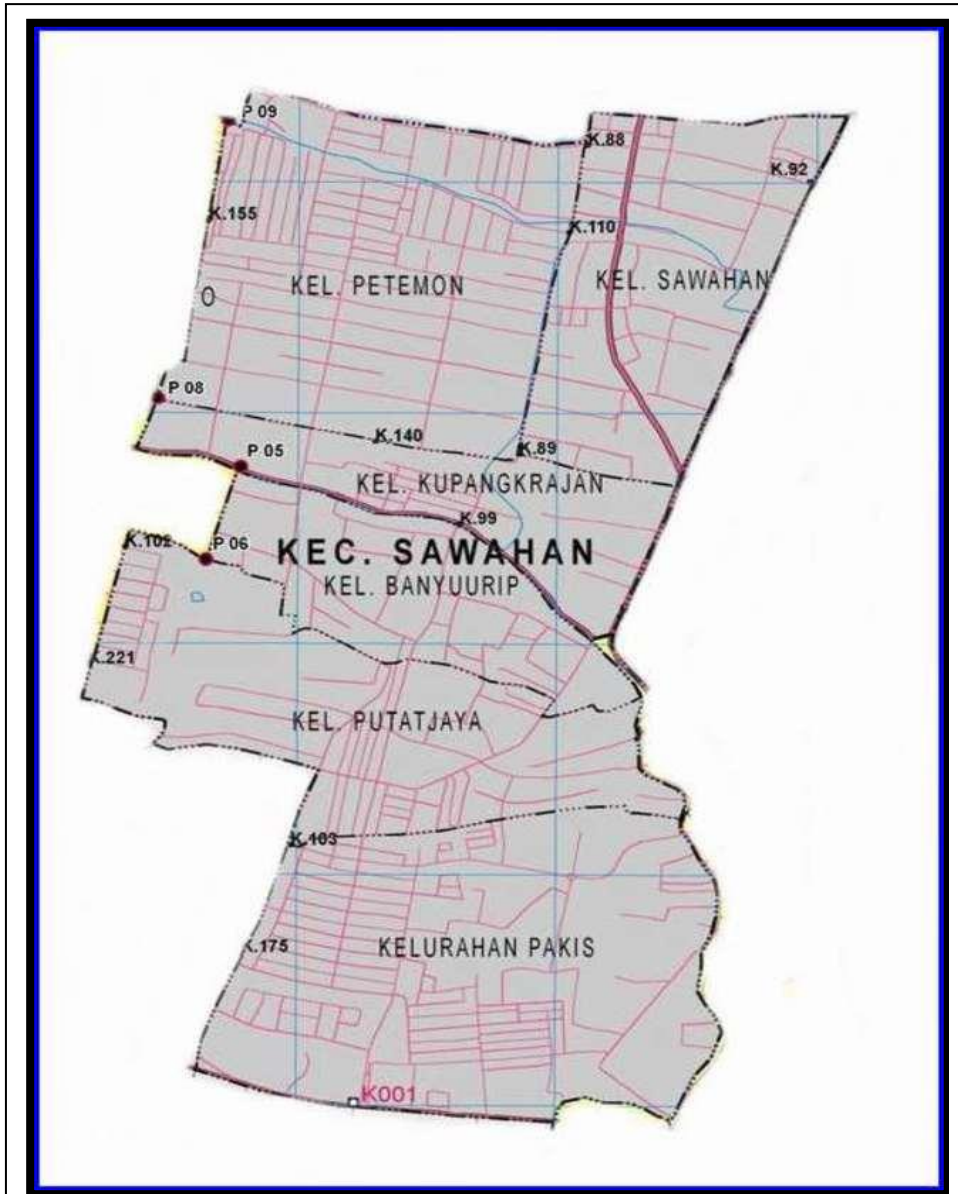 P 09
K.88
K.92
K.155
K.110
KEL. PETEMON
KEL. SAWAHAN
P 08
K.140
K.89
P 05
KEL. KUPANGKRAJAN
K.99
K.102
P 06
KEC. SAWAHAN
KEL. BANYUURIP
K.221
KEL. PUTATJAYA
K.103
K.175
KELURAHAN PAKIS
K001